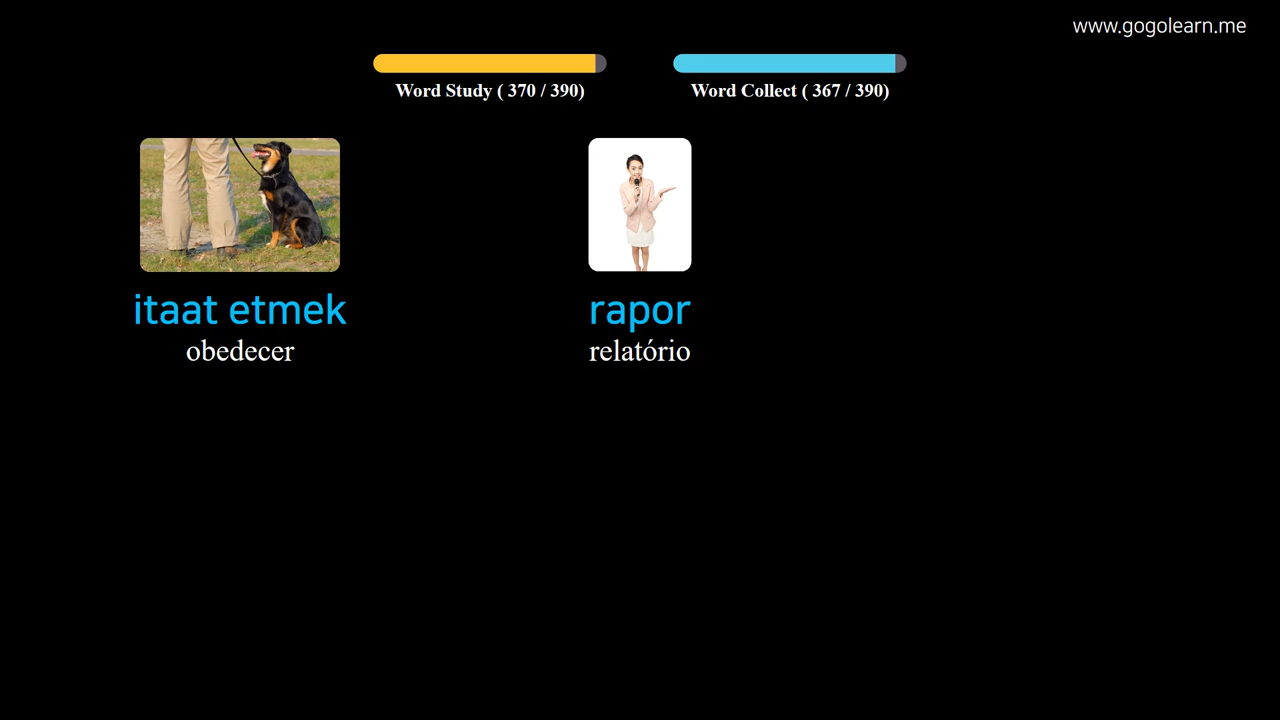 www.gogolearn.me
Word Study ( 370 / 390)
Word Collect ( 367 / 390)
itaat etmek
obedecer
rapor
relatório